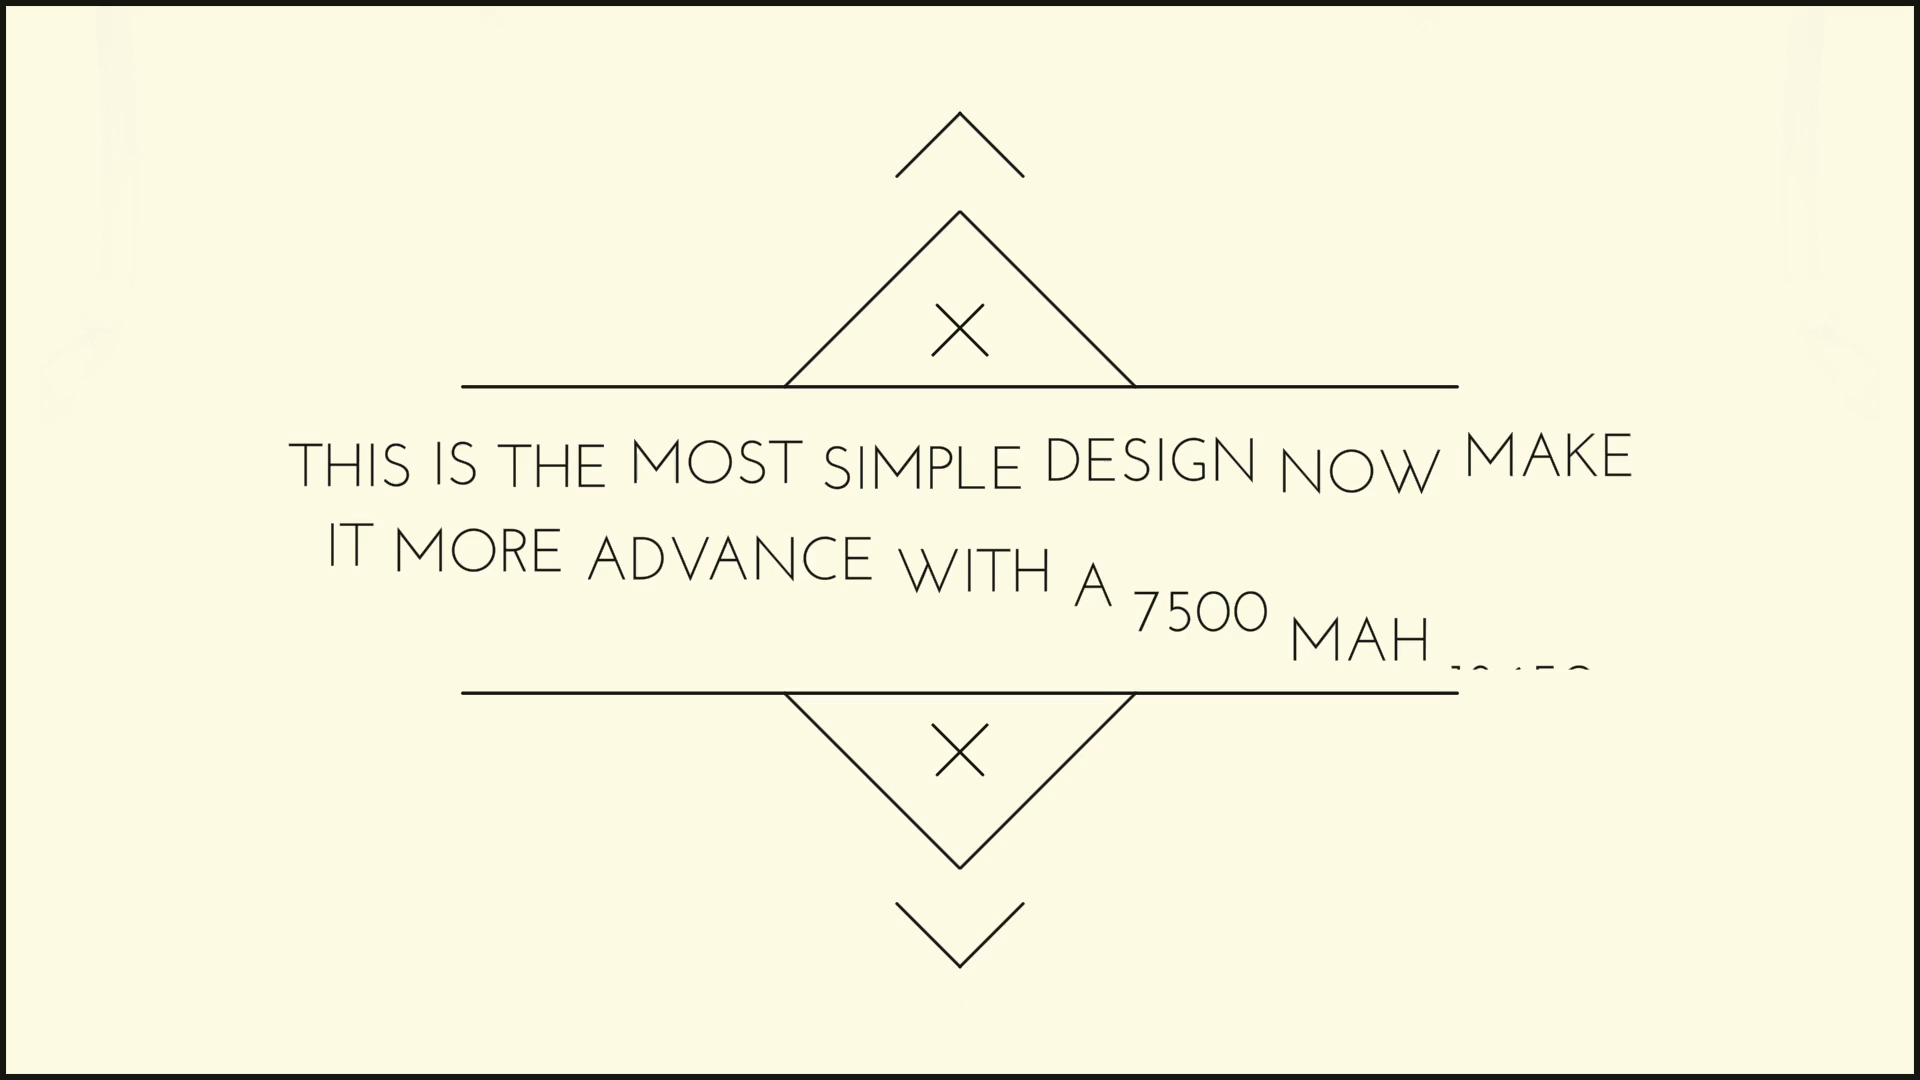 THIS IS THE MOST SIMPLE DESIGN NOW MAKE
IT MORE ADVANCE WITH A 7500 MAH